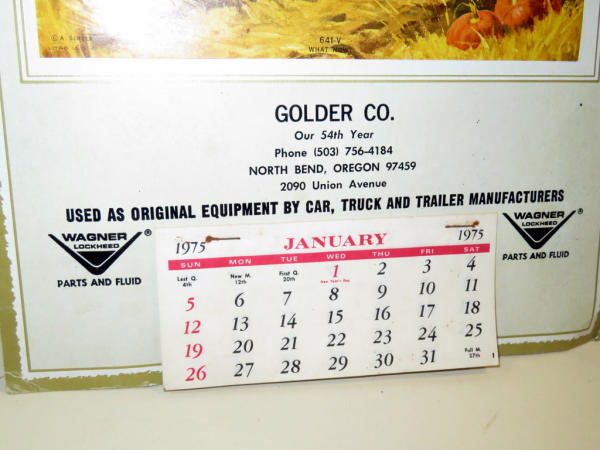 © A. S
641-V
WHAT NOW?
GOLDER CO.
Our 54th Year
Phone (503) 756-4184
NORTH BEND, OREGON 97459
2090 Union Avenue
USED AS ORIGINAL EQUIPMENT BY CAR, TRUCK AND TRAILER MANUFACTURERS
WAGNER ®
LOCKHEED
PARTS AND FLUID
WAGNER ®
LOCKHEED
PARTS AND FLUID
1975 JANUARY 1975
SUN MON TUE WED THU FRI SAT
Last Q. 4th New M. 12th First Q. 20th 1 New Year's Day 2 3 4
5 6 7 8 9 10 11
12 13 14 15 16 17 18
19 20 21 22 23 24 25
26 27 28 29 30 31 Full M. 27th
1